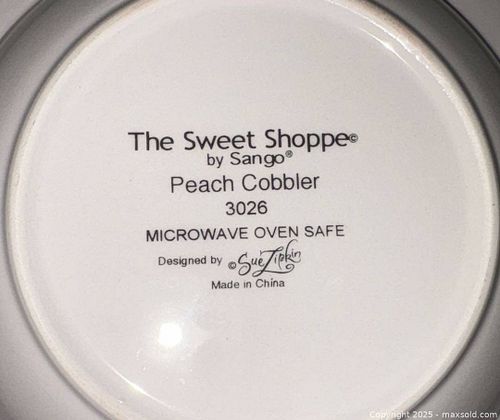 The Sweet Shoppe©
by Sango®
Peach Cobbler
3026
MICROWAVE OVEN SAFE
Designed by ©Sue Zipkin
Made in China
Copyright 2025 - maxsold.com